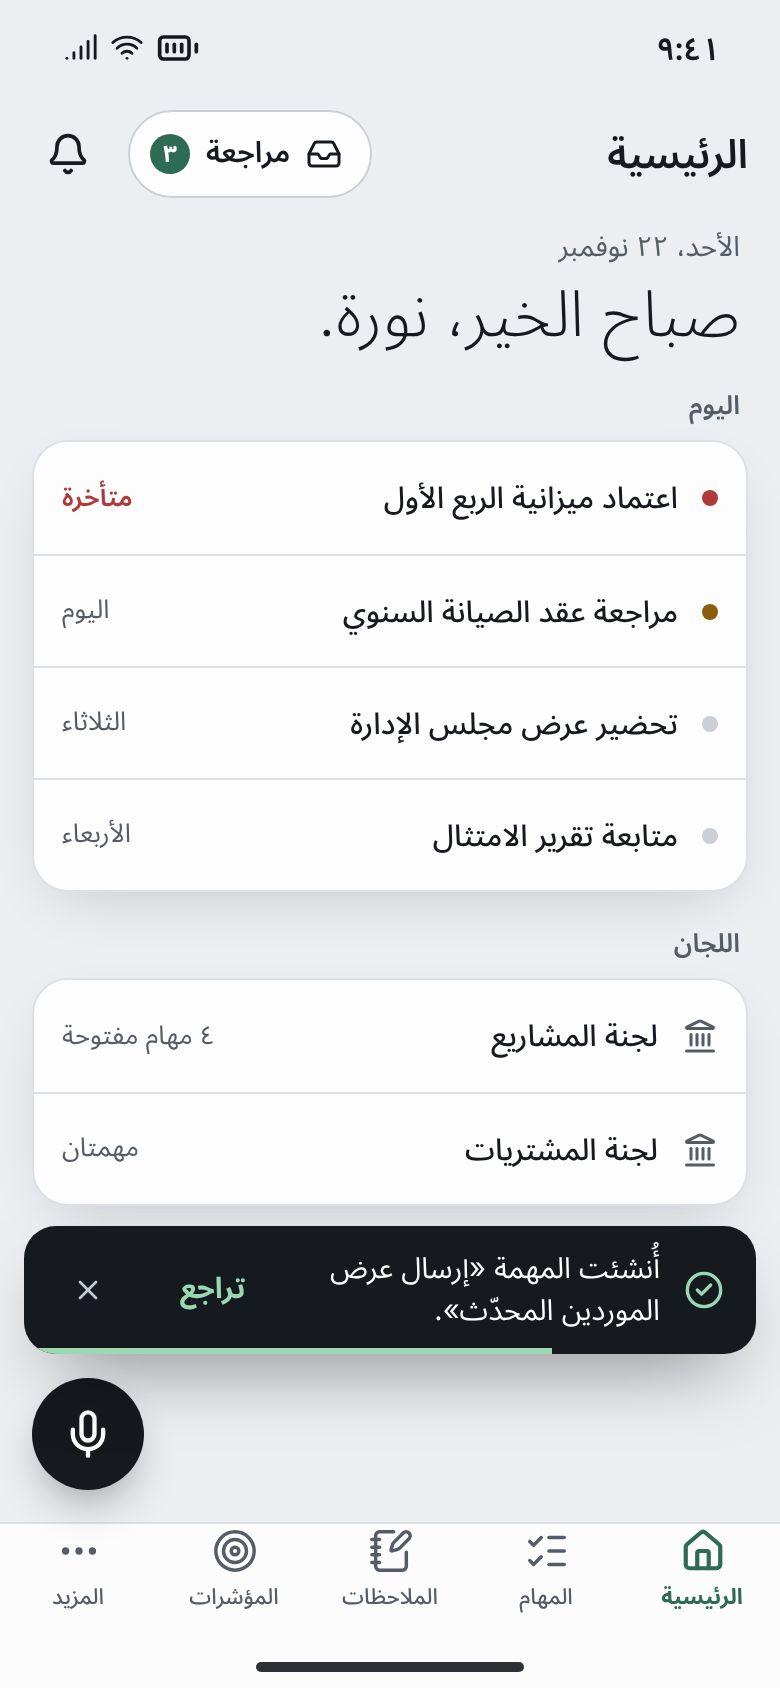 ٩:٤١
الرئيسية
مراجعة ٣
الأحد، ٢٢ نوفمبر
صباح الخير، نورة.
اليوم
اعتماد ميزانية الربع الأول متأخرة
مراجعة عقد الصيانة السنوي اليوم
تحضير عرض مجلس الإدارة الثلاثاء
متابعة تقرير الامتثال الأربعاء
اللجان
لجنة المشاريع ٤ مهام مفتوحة
لجنة المشتريات مهمتان
أُنشئت المهمة «إرسال عرض
الموردين المحدّث».
تراجع
الرئيسية المهام الملاحظات المؤشرات المزيد